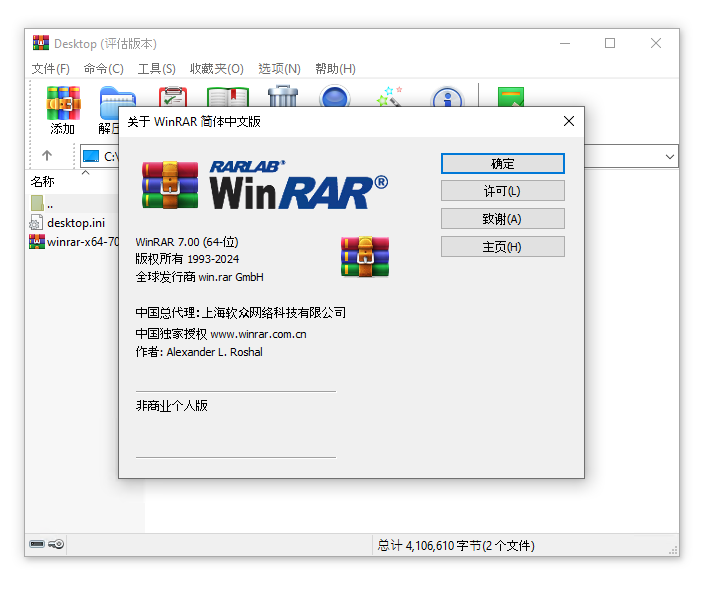 Desktop (评估版本)
文件(F) 命令(C) 工具(S) 收藏夹(O) 选项(N) 帮助(H)
添加
关于 WinRAR 简体中文版
名称
..
desktop.ini
winrar-x64-70
RARLAB®
WinRAR®
WinRAR 7.00 (64-位)
版权所有 1993-2024
全球发行商 win.rar GmbH
中国总代理:上海软众网络科技有限公司
中国独家授权 www.winrar.com.cn
作者: Alexander L. Roshal
非商业个人版
确定
许可(L)
致谢(A)
主页(H)
总计 4,106,610 字节(2 个文件)